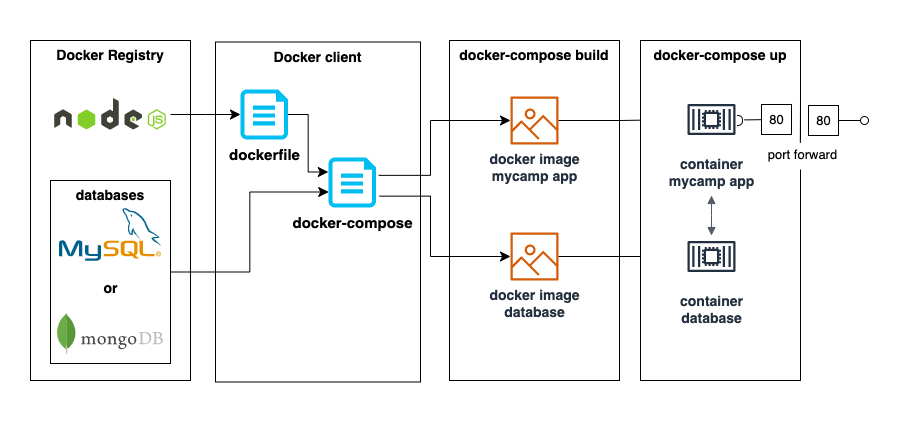 Docker Registry
node
JS
databases
MySQL®
or
mongoDB
Docker client
dockerfile
docker-compose
docker-compose build
docker image
mycamp app
docker image
database
docker-compose up
container
mycamp app
container
database
80
80
port forward